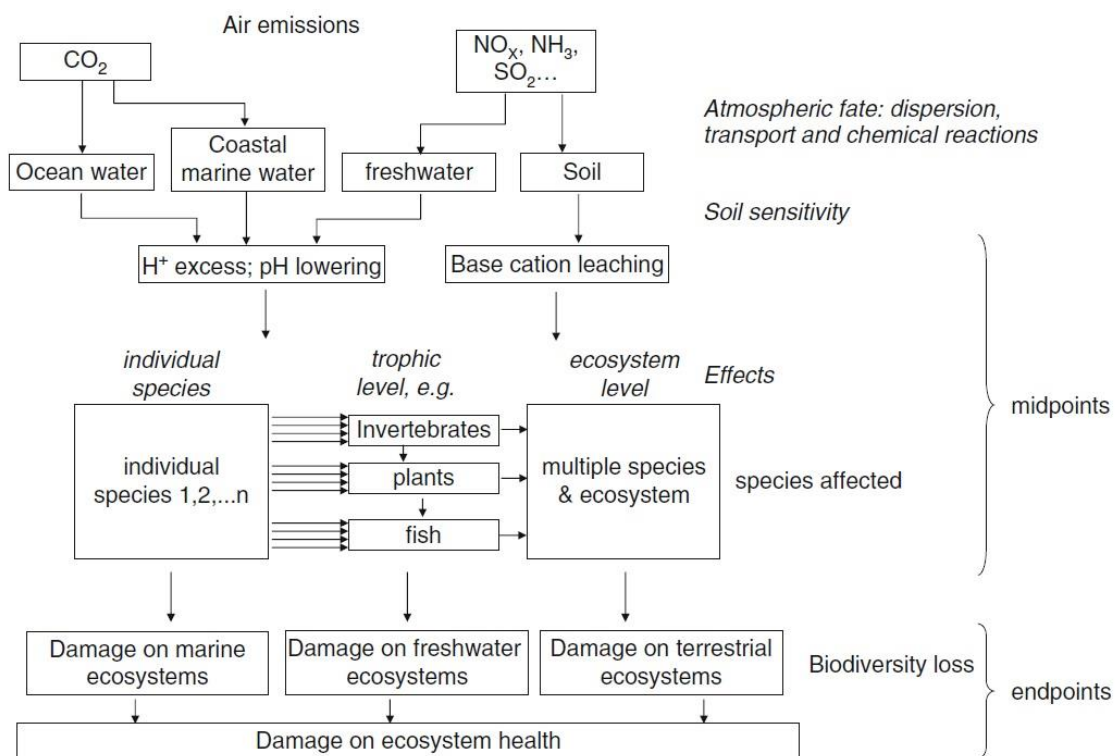 Air emissions
CO₂
NOₓ, NH₃,
SO₂...
Atmospheric fate: dispersion,
transport and chemical reactions
Ocean water
Coastal
marine water
freshwater
Soil
Soil sensitivity
H⁺ excess; pH lowering
Base cation leaching
individual
species
trophic
level, e.g.
ecosystem
level
Effects
individual
species 1,2,...n
Invertebrates
plants
fish
multiple species
& ecosystem
species affected
midpoints
Damage on marine
ecosystems
Damage on freshwater
ecosystems
Damage on terrestrial
ecosystems
Biodiversity loss
endpoints
Damage on ecosystem health